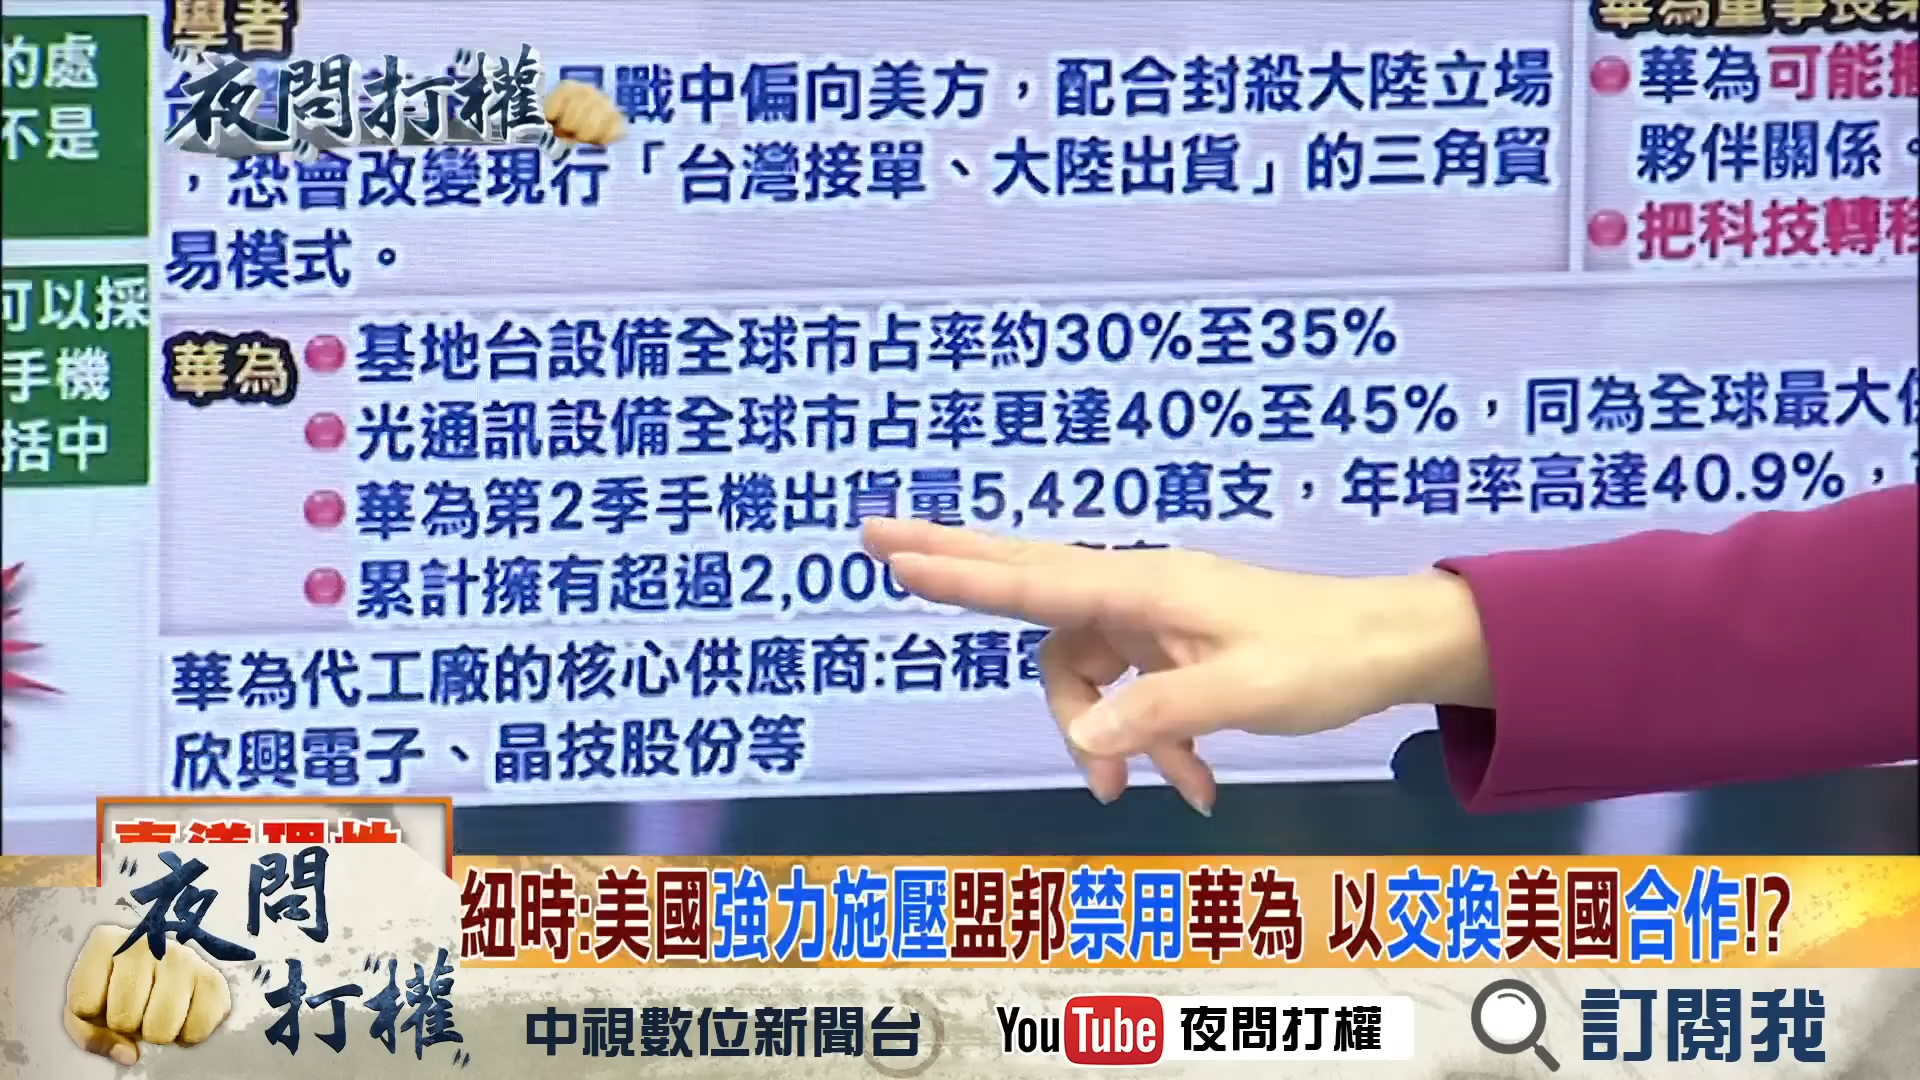 的處
不是
可以採
手機
括中
學者
夜問打權
戰中偏向美方，配合封殺大陸立場
，恐會改變現行「台灣接單、大陸出貨」的三角貿
易模式。
華為
基地台設備全球市占率約30%至35%
光通訊設備全球市占率更達40%至45%，同為全球最大
華為第2季手機出貨量5,420萬支，年增率高達40.9%，
累計擁有超過2,000
華為代工廠的核心供應商:台積電
欣興電子、晶技股份等
華為董事長
華為可能
夥伴關係。
把科技轉移
"夜問
"打"權"
紐時:美國強力施壓盟邦禁用華為 以交換美國合作!?
中視數位新聞台
YouTube 夜問打權
訂閱我